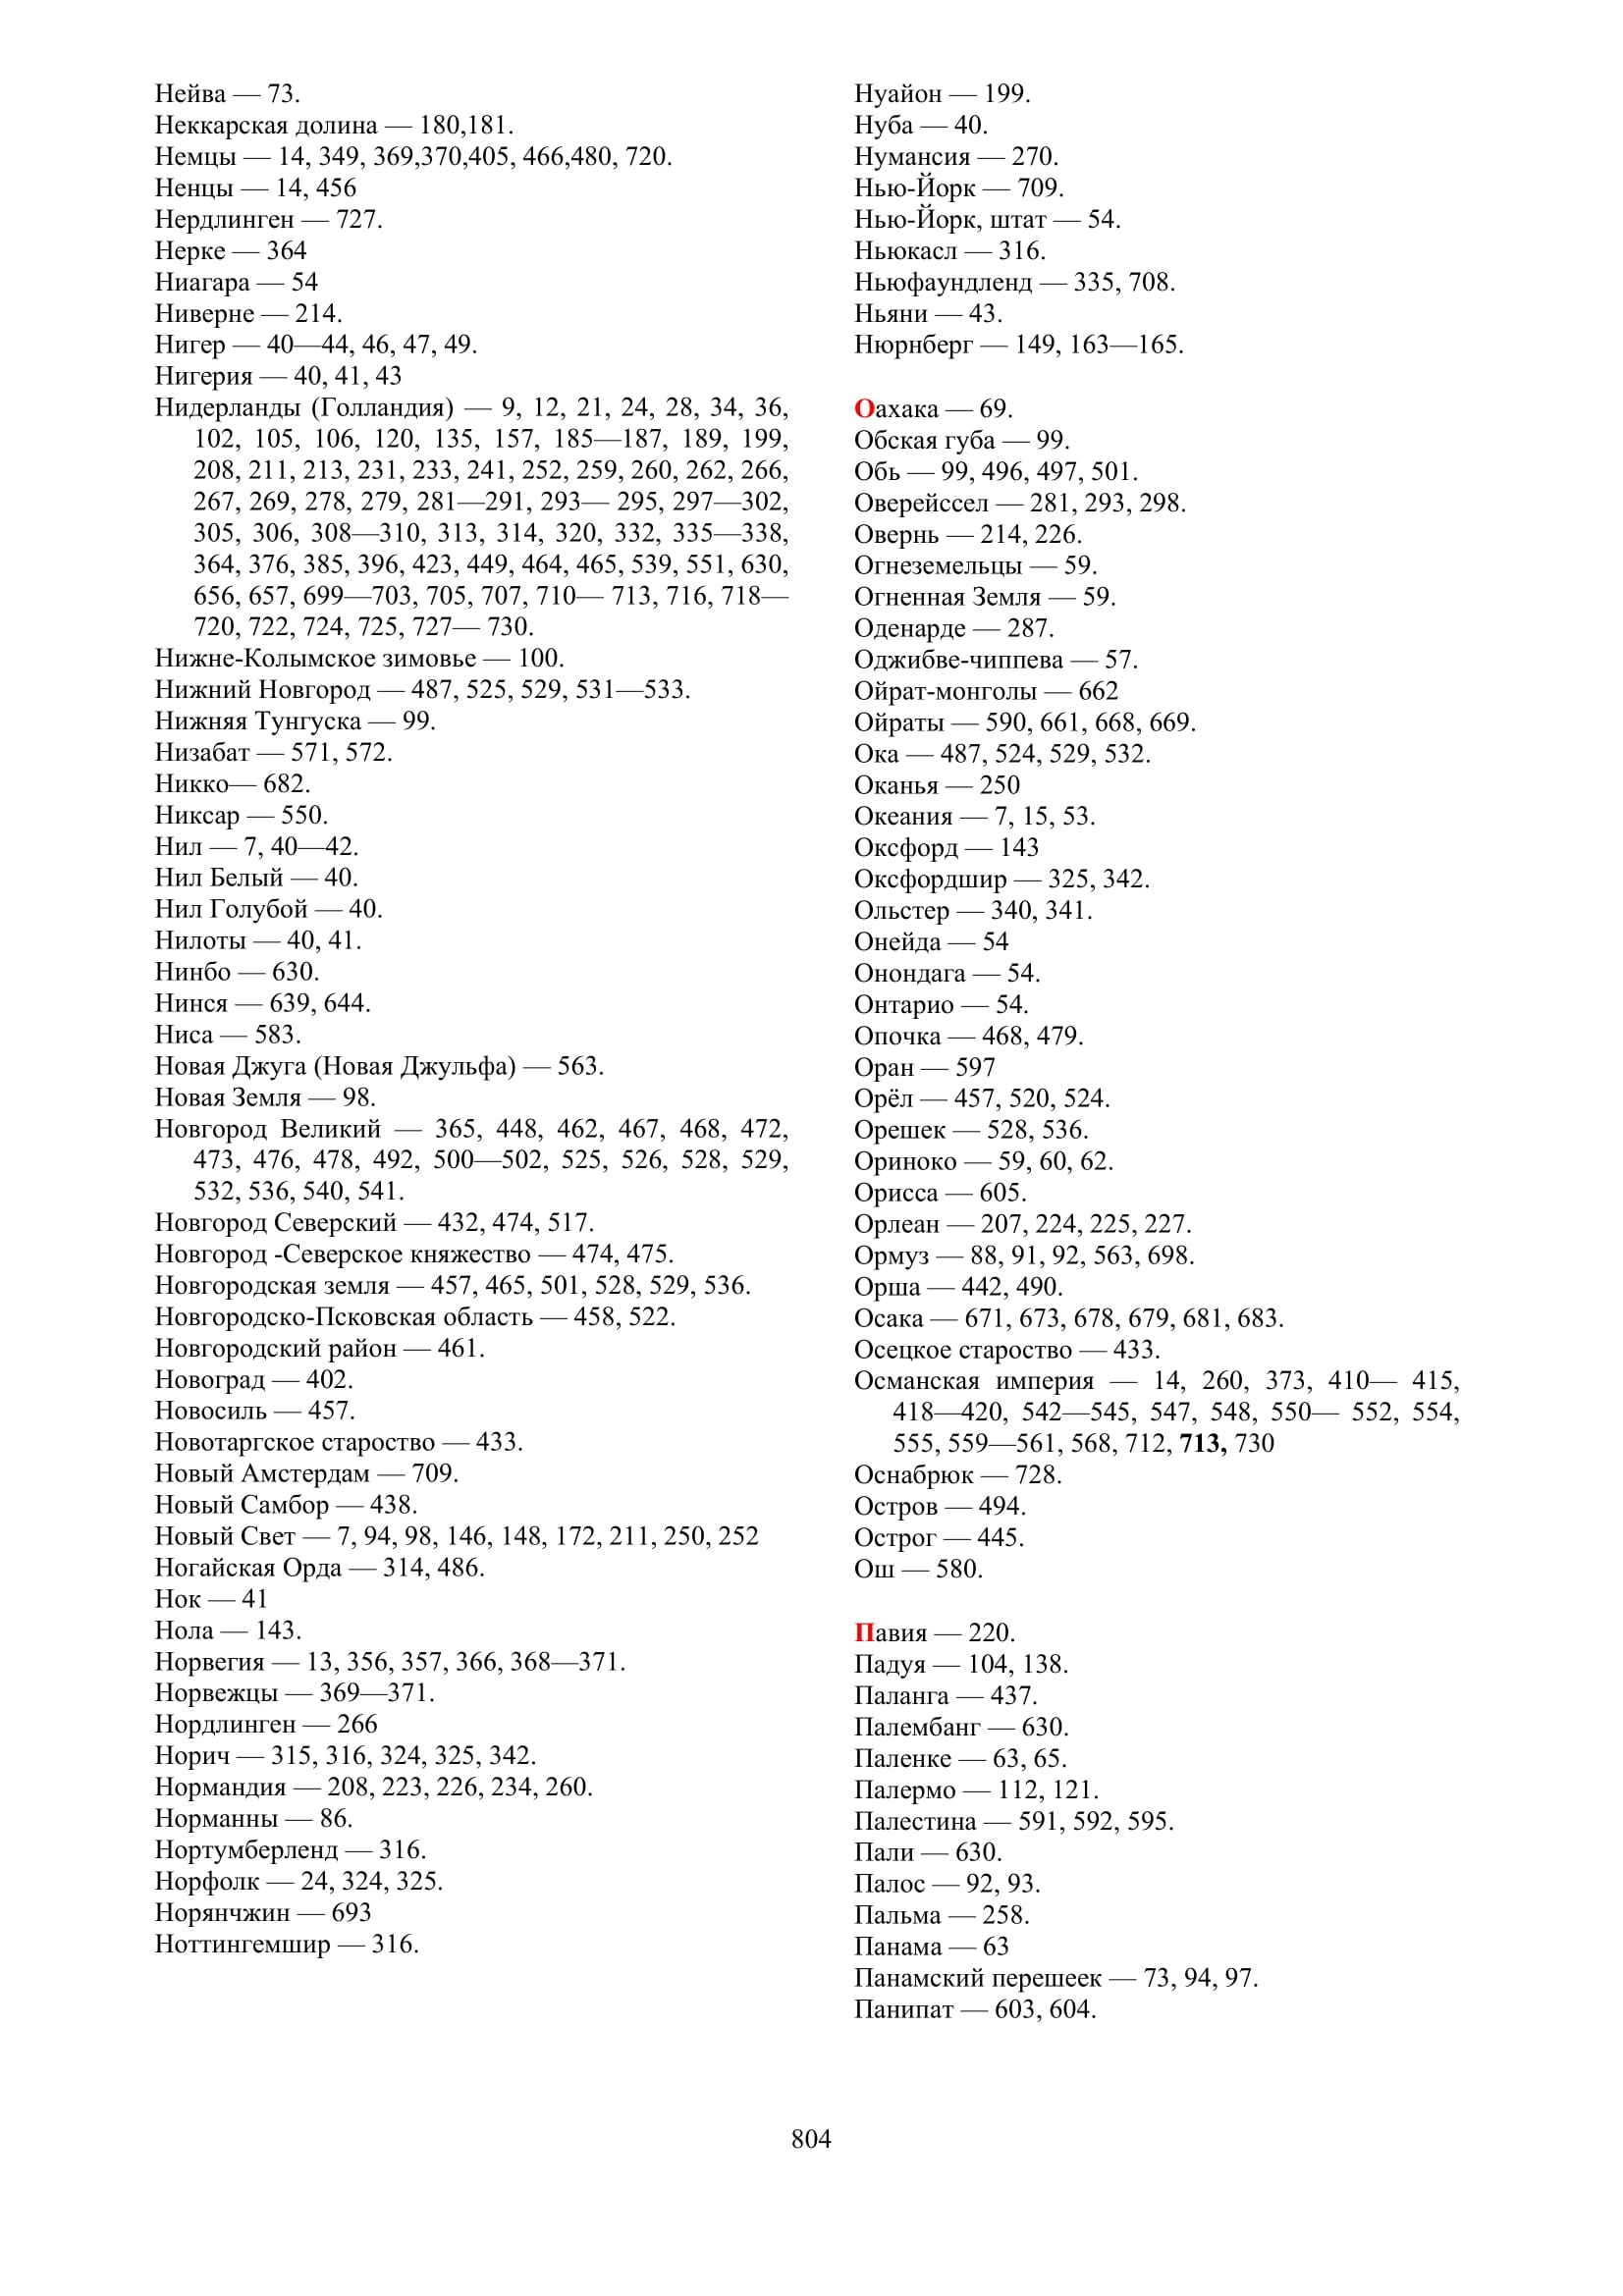 Нейва — 73.
Неккарская долина — 180,181.
Немцы — 14, 349, 369,370,405, 466,480, 720.
Ненцы — 14, 456
Нердлинген — 727.
Нерке — 364
Ниагара — 54
Ниверне — 214.
Нигер — 40—44, 46, 47, 49.
Нигерия — 40, 41, 43
Нидерланды (Голландия) — 9, 12, 21, 24, 28, 34, 36,
102, 105, 106, 120, 135, 157, 185—187, 189, 199,
208, 211, 213, 231, 233, 241, 252, 259, 260, 262, 266,
267, 269, 278, 279, 281—291, 293— 295, 297—302,
305, 306, 308—310, 313, 314, 320, 332, 335—338,
364, 376, 385, 396, 423, 449, 464, 465, 539, 551, 630,
656, 657, 699—703, 705, 707, 710— 713, 716, 718—
720, 722, 724, 725, 727— 730.
Нижне-Колымское зимовье — 100.
Нижний Новгород — 487, 525, 529, 531—533.
Нижняя Тунгуска — 99.
Низабат — 571, 572.
Никко— 682.
Никсар — 550.
Нил — 7, 40—42.
Нил Белый — 40.
Нил Голубой — 40.
Нилоты — 40, 41.
Нинбо — 630.
Нинся — 639, 644.
Ниса — 583.
Новая Джуга (Новая Джульфа) — 563.
Новая Земля — 98.
Новгород Великий — 365, 448, 462, 467, 468, 472,
473, 476, 478, 492, 500—502, 525, 526, 528, 529,
532, 536, 540, 541.
Новгород Северский — 432, 474, 517.
Новгород -Северское княжество — 474, 475.
Новгородская земля — 457, 465, 501, 528, 529, 536.
Новгородско-Псковская область — 458, 522.
Новгородский район — 461.
Новоград — 402.
Новосиль — 457.
Новотаргское староство — 433.
Новый Амстердам — 709.
Новый Самбор — 438.
Новый Свет — 7, 94, 98, 146, 148, 172, 211, 250, 252
Ногайская Орда — 314, 486.
Нок — 41
Нола — 143.
Норвегия — 13, 356, 357, 366, 368—371.
Норвежцы — 369—371.
Нордлинген — 266
Норич — 315, 316, 324, 325, 342.
Нормандия — 208, 223, 226, 234, 260.
Норманны — 86.
Нортумберленд — 316.
Норфолк — 24, 324, 325.
Норянчжин — 693
Ноттингемшир — 316.
Нуайон — 199.
Нуба — 40.
Нумансия — 270.
Нью-Йорк — 709.
Нью-Йорк, штат — 54.
Ньюкасл — 316.
Ньюфаундленд — 335, 708.
Ньяни — 43.
Нюрнберг — 149, 163—165.
Оахака — 69.
Обская губа — 99.
Обь — 99, 496, 497, 501.
Оверейссел — 281, 293, 298.
Овернь — 214, 226.
Огнеземельцы — 59.
Огненная Земля — 59.
Оденарде — 287.
Оджибве-чиппева — 57.
Ойрат-монголы — 662
Ойраты — 590, 661, 668, 669.
Ока — 487, 524, 529, 532.
Оканья — 250
Океания — 7, 15, 53.
Оксфорд — 143
Оксфордшир — 325, 342.
Ольстер — 340, 341.
Онейда — 54
Онондага — 54.
Онтарио — 54.
Опочка — 468, 479.
Оран — 597
Орёл — 457, 520, 524.
Орешек — 528, 536.
Ориноко — 59, 60, 62.
Орисса — 605.
Орлеан — 207, 224, 225, 227.
Ормуз — 88, 91, 92, 563, 698.
Орша — 442, 490.
Осака — 671, 673, 678, 679, 681, 683.
Осецкое староство — 433.
Османская империя — 14, 260, 373, 410— 415,
418—420, 542—545, 547, 548, 550— 552, 554,
555, 559—561, 568, 712, 713, 730
Оснабрюк — 728.
Остров — 494.
Острог — 445.
Ош — 580.
Павия — 220.
Падуя — 104, 138.
Паланга — 437.
Палембанг — 630.
Паленке — 63, 65.
Палермо — 112, 121.
Палестина — 591, 592, 595.
Пали — 630.
Палос — 92, 93.
Пальма — 258.
Панама — 63
Панамский перешеек — 73, 94, 97.
Панипат — 603, 604.
804